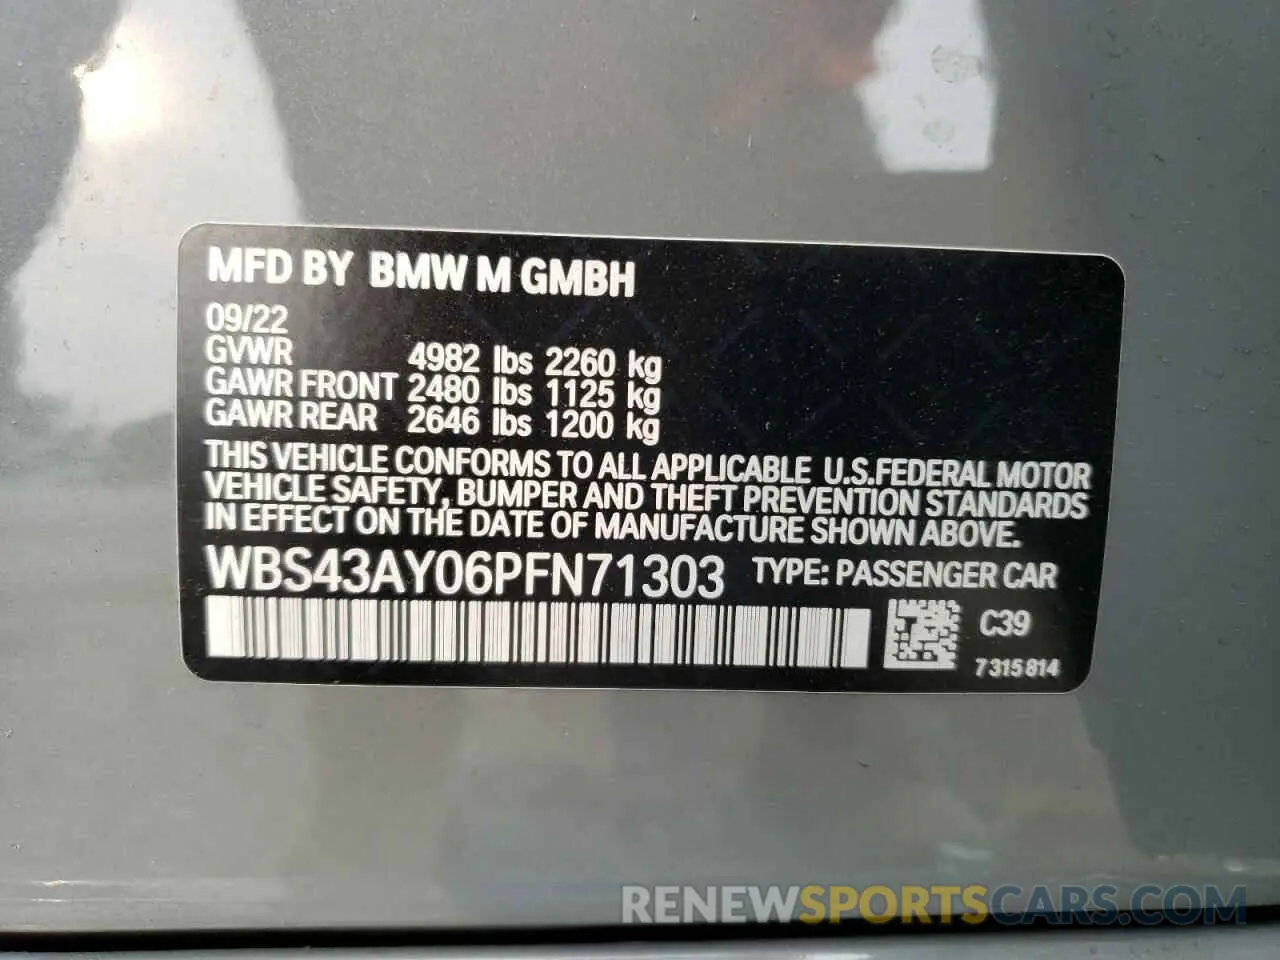 MFD BY BMW M GMBH
09/22
GVWR 4982 lbs 2260 kg
GAWR FRONT 2480 lbs 1125 kg
GAWR REAR 2646 lbs 1200 kg
THIS VEHICLE CONFORMS TO ALL APPLICABLE U.S.FEDERAL MOTOR
VEHICLE SAFETY, BUMPER AND THEFT PREVENTION STANDARDS
IN EFFECT ON THE DATE OF MANUFACTURE SHOWN ABOVE.
WBS43AY06PFN71303 TYPE: PASSENGER CAR
C39
7 315 814
RENEWSPORTSCARS.COM